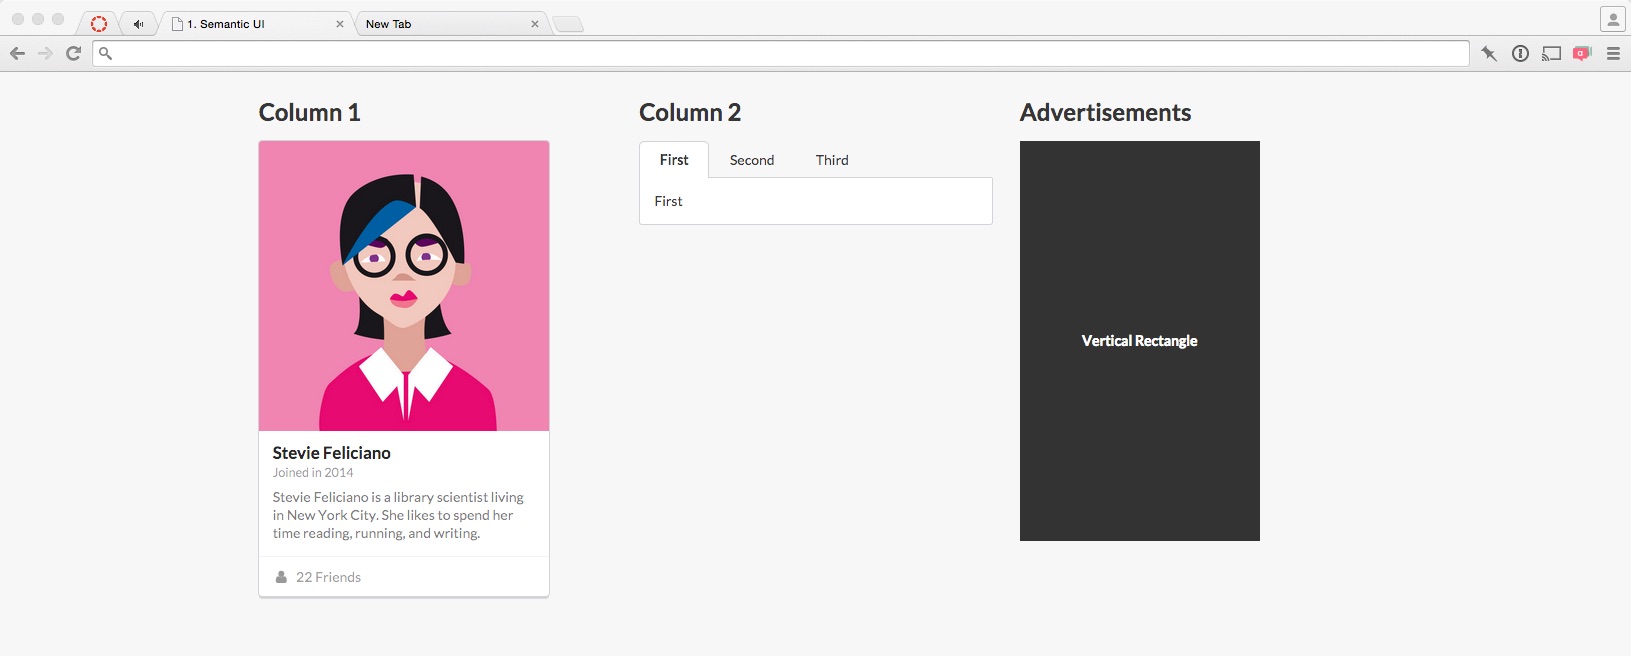 1. Semantic UI
New Tab
Column 1
Stevie Feliciano
Joined in 2014
Stevie Feliciano is a library scientist living
in New York City. She likes to spend her
time reading, running, and writing.
22 Friends
Column 2
First Second Third
First
Advertisements
Vertical Rectangle